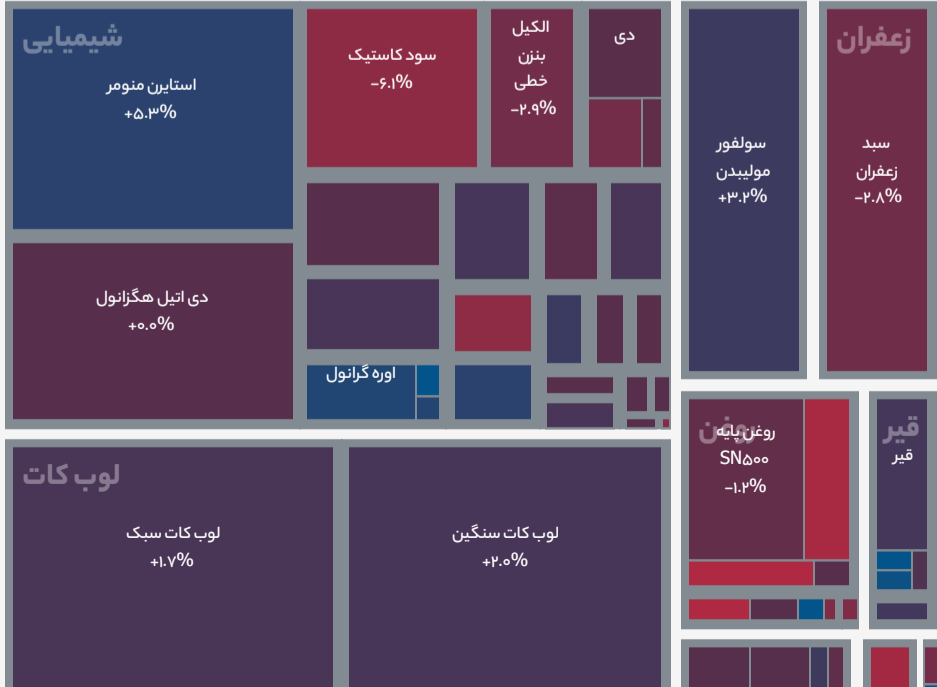 شیمیایی
استایرن منومر
+۵.۳%
سود کاستیک
-۶.۱%
الکیل
بنزن
خطی
-۲.۹%
دی
سولفور
مولیبدن
+۳.۲%
زعفران
سبد
زعفران
-۲.۸%
دی اتیل هگزانول
+۰.۰%
اوره گرانول
روغن
روغن پایه
SN۵۰۰
-۱.۲%
قیر
قیر
لوب کات
لوب کات سبک
+۱.۷%
لوب کات سنگین
+۲.۰%